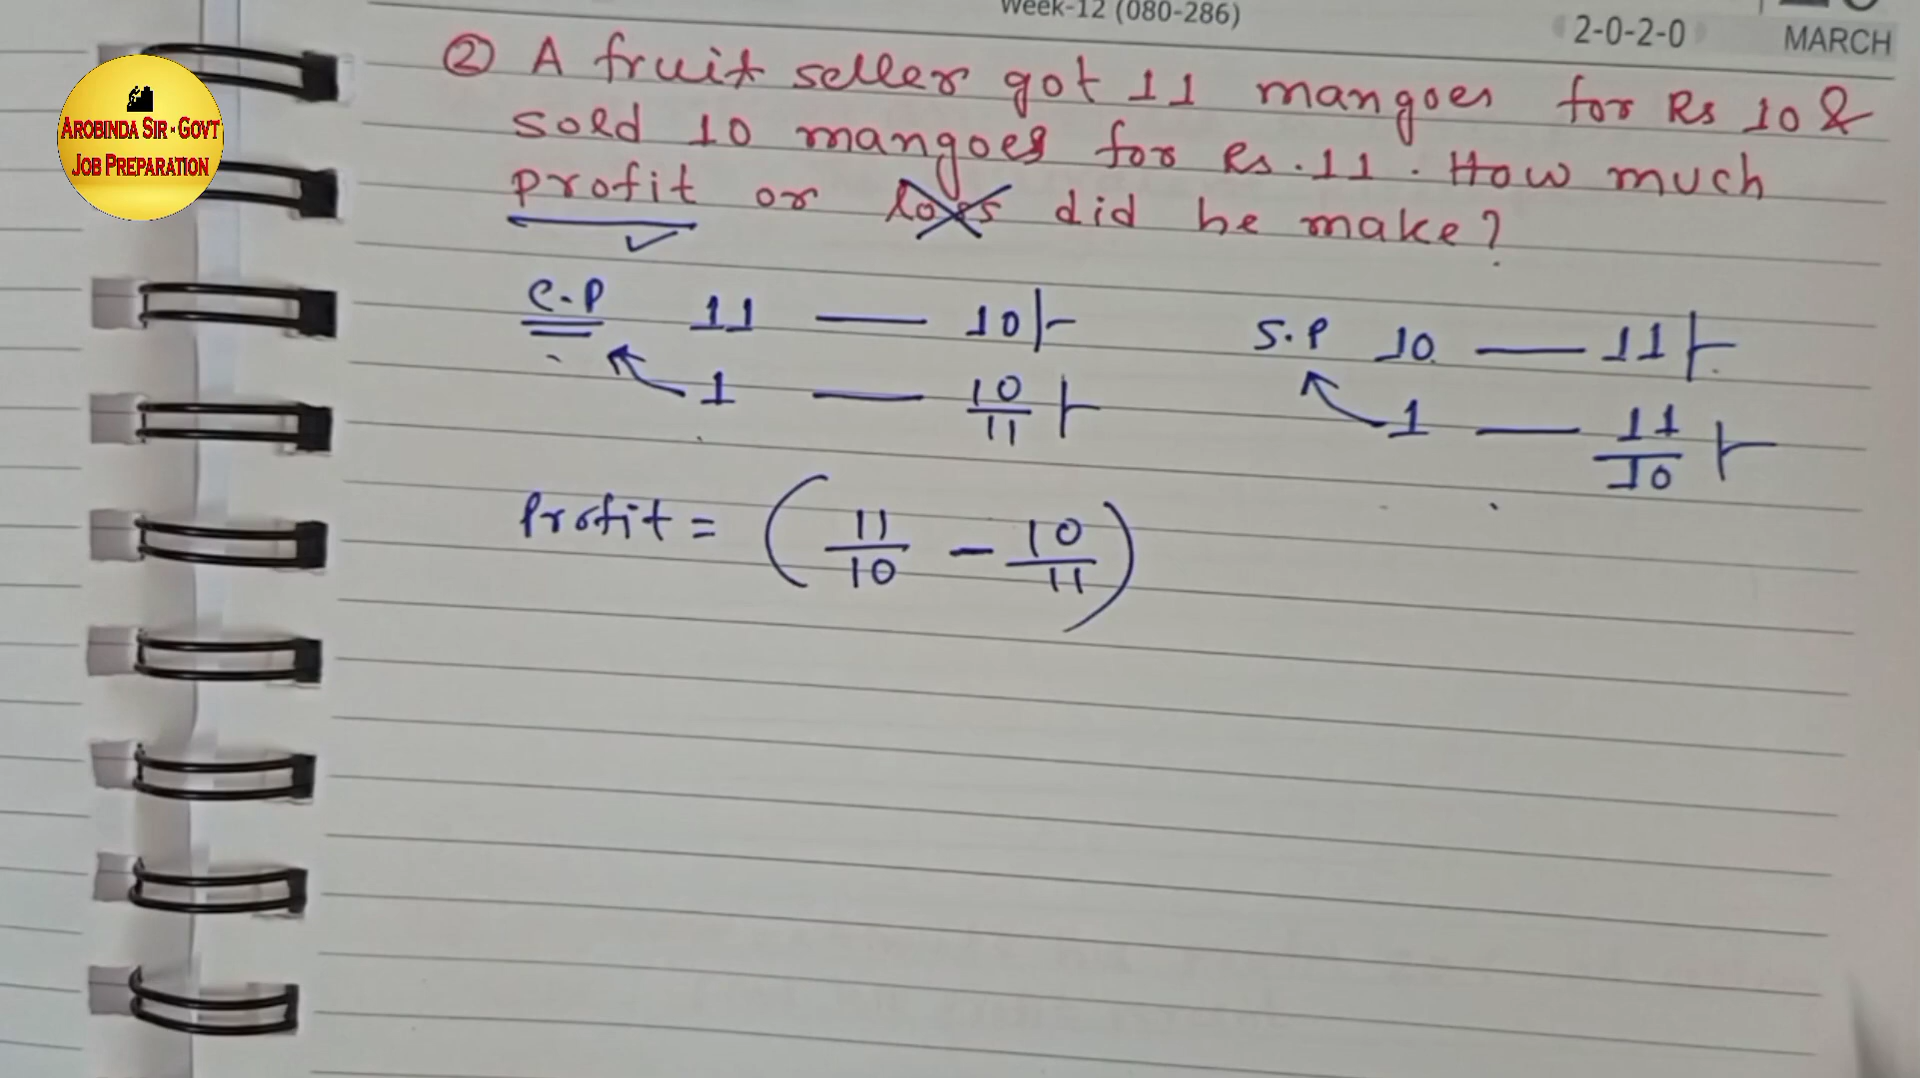 Week-12 (080-286)
2-0-2-0 MARCH
AROBINDA SIR - GOVT
JOB PREPARATION
② A fruit seller got 11 mangoes for Rs 10 &
sold 10 mangoes for Rs. 11. How much
profit or loss did he make?
C.P 11 — 10/-
1 — 10/11 /-
S.P 10 — 11/-
1 — 11/10 /-
Profit = (11/10 - 10/11)